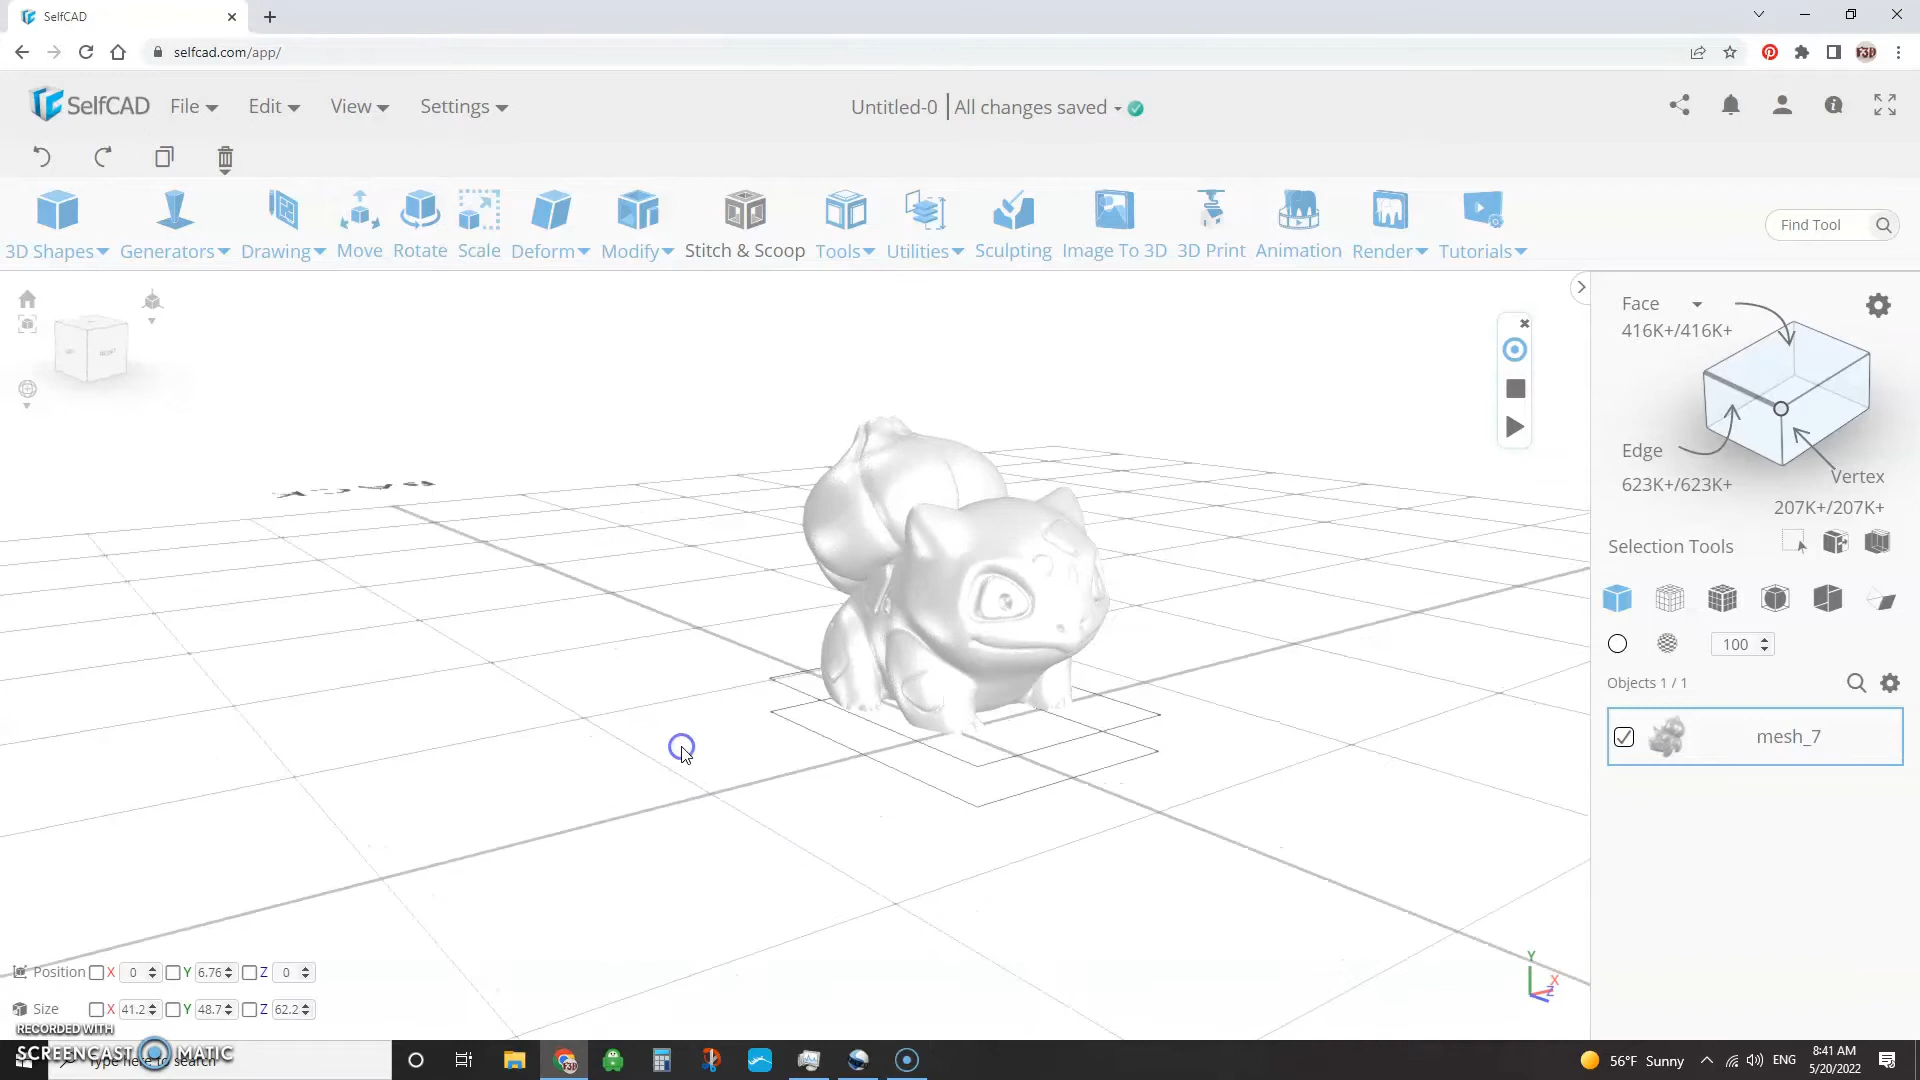 SelfCAD
selfcad.com/app/
SelfCAD File Edit View Settings
Untitled-0 All changes saved
3D Shapes Generators Drawing Move Rotate Scale Deform Modify Stitch & Scoop Tools Utilities Sculpting Image To 3D 3D Print Animation Render Tutorials
Find Tool
Face
416K+/416K+
Edge
623K+/623K+
Vertex
207K+/207K+
Selection Tools
100
Objects 1 / 1
mesh_7
Position X 0 Y 6.76 Z 0
Size X 41.2 Y 48.7 Z 62.2
Y
X
Z
RECORDED WITH
SCREENCAST MATIC
Type here to search
56°F Sunny
ENG
8:41 AM
5/20/2022